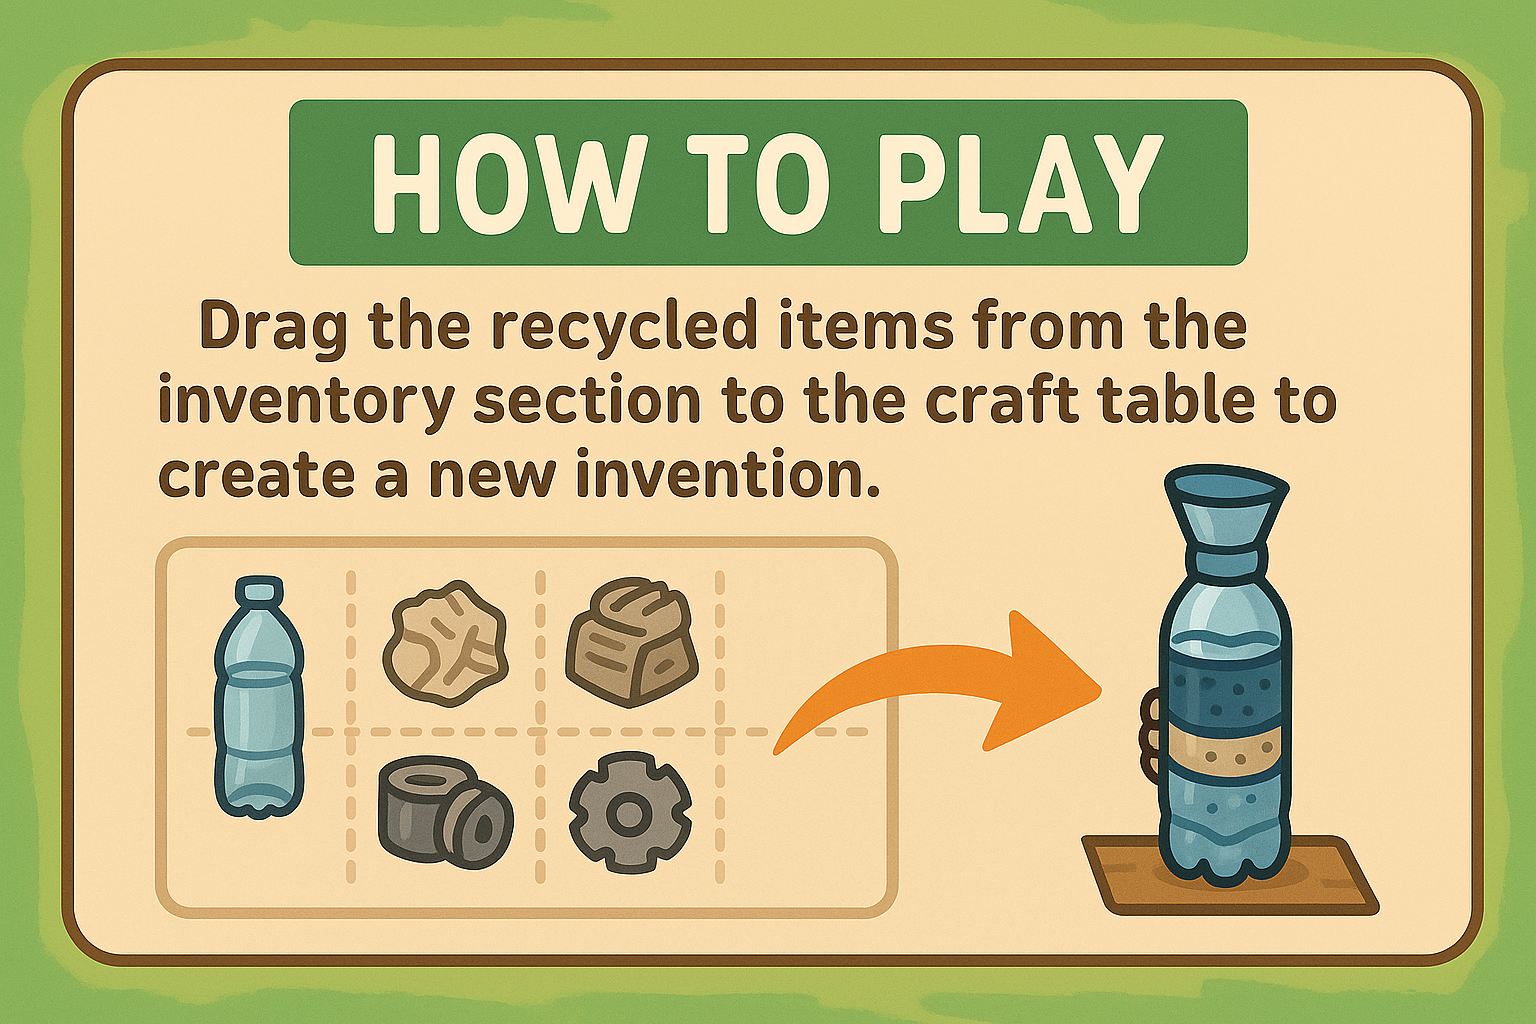 HOW TO PLAY
Drag the recycled items from the
inventory section to the craft table to
create a new invention.